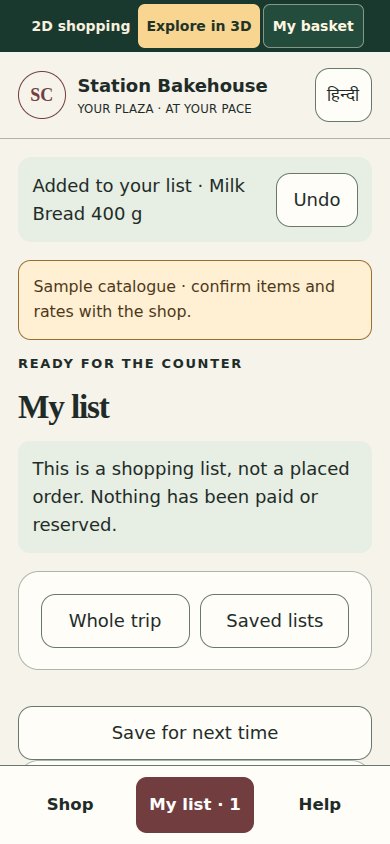 2D shopping
Explore in 3D
My basket
SC
Station Bakehouse
YOUR PLAZA · AT YOUR PACE
हिन्दी
Added to your list · Milk
Bread 400 g
Undo
Sample catalogue · confirm items and
rates with the shop.
READY FOR THE COUNTER
My list
This is a shopping list, not a placed
order. Nothing has been paid or
reserved.
Whole trip
Saved lists
Save for next time
Shop
My list · 1
Help